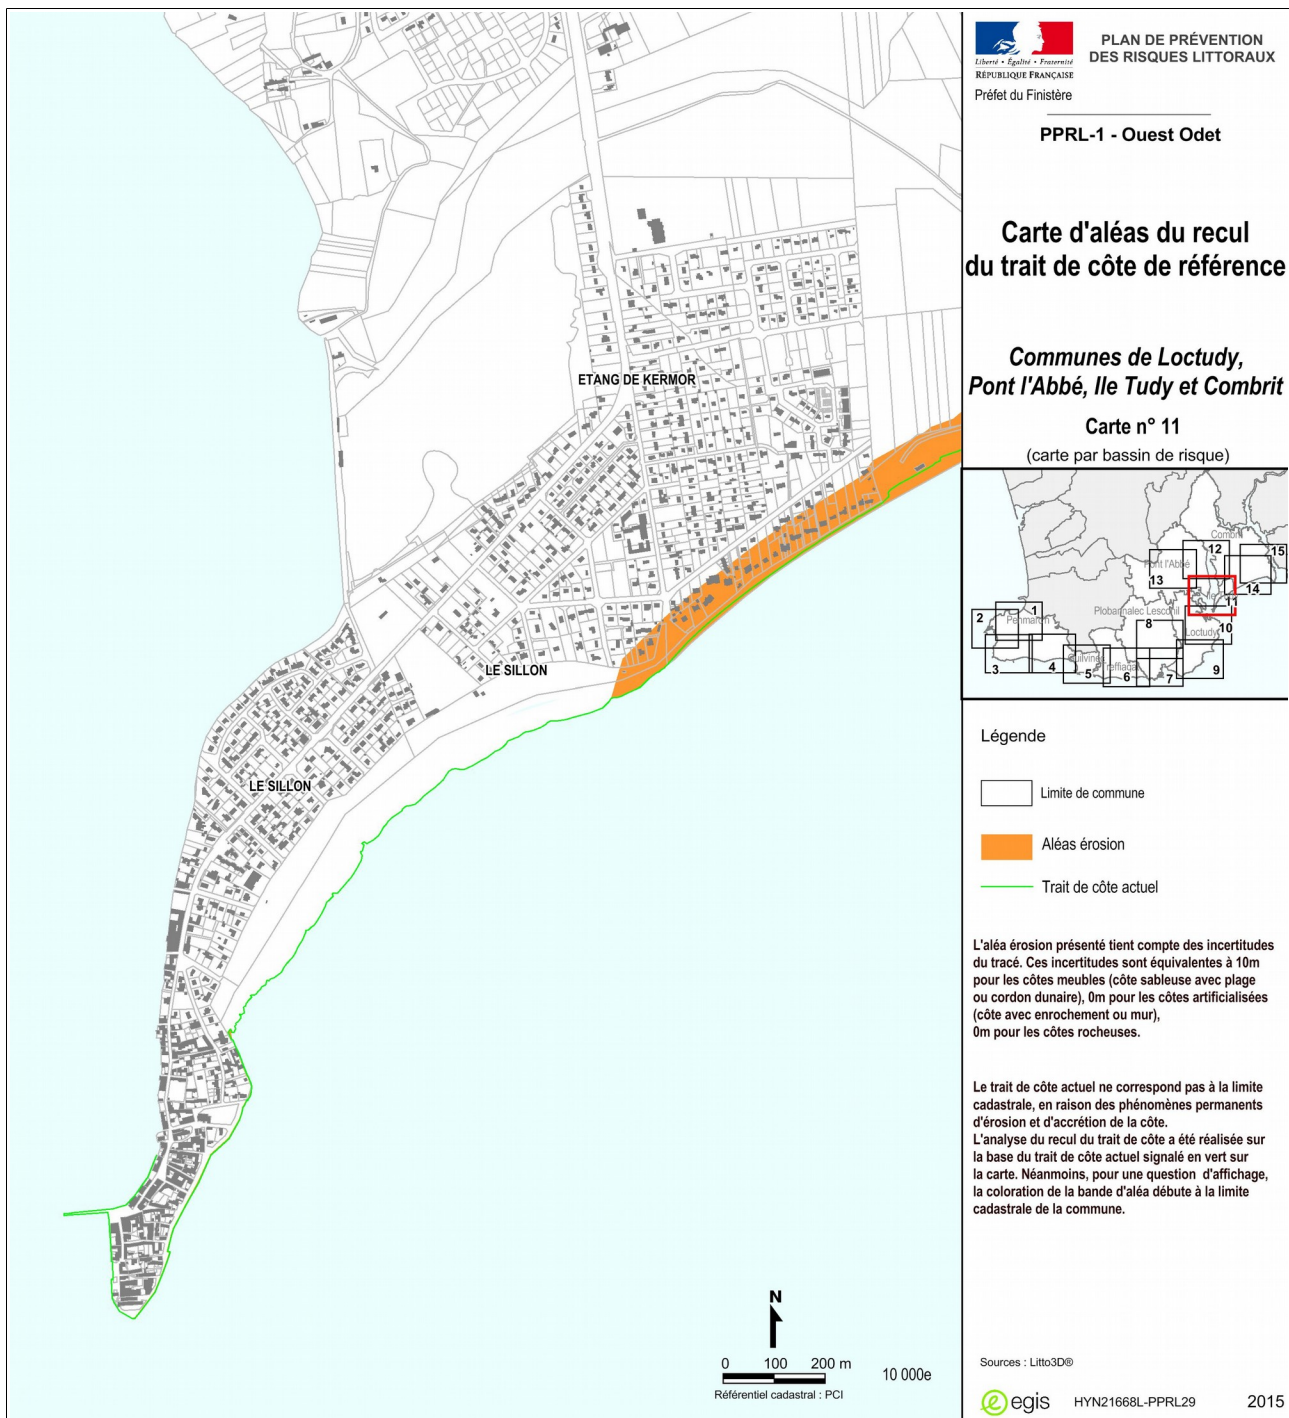 Liberté • Égalité • Fraternité
RÉPUBLIQUE FRANÇAISE
Préfet du Finistère
PLAN DE PRÉVENTION
DES RISQUES LITTORAUX
PPRL-1 - Ouest Odet
Carte d'aléas du recul
du trait de côte de référence
Communes de Loctudy,
Pont l'Abbé, Ile Tudy et Combrit
Carte n° 11
(carte par bassin de risque)
Combrit
12
15
Pont l'Abbé
13
14
Ile
11
1
2
Penmarch
Plobannalec Lesconil
8
10
Loctudy
3
4
Guilvinec
5
Treffiagat
6
7
9
ETANG DE KERMOR
LE SILLON
LE SILLON
Légende
Limite de commune
Aléas érosion
Trait de côte actuel
L'aléa érosion présenté tient compte des incertitudes
du tracé. Ces incertitudes sont équivalentes à 10m
pour les côtes meubles (côte sableuse avec plage
ou cordon dunaire), 0m pour les côtes artificialisées
(côte avec enrochement ou mur),
0m pour les côtes rocheuses.
Le trait de côte actuel ne correspond pas à la limite
cadastrale, en raison des phénomènes permanents
d'érosion et d'accrétion de la côte.
L'analyse du recul du trait de côte a été réalisée sur
la base du trait de côte actuel signalé en vert sur
la carte. Néanmoins, pour une question d'affichage,
la coloration de la bande d'aléa débute à la limite
cadastrale de la commune.
N
0 100 200 m
10 000e
Référentiel cadastral : PCI
Sources : Litto3D®
egis
HYN21668L-PPRL29
2015